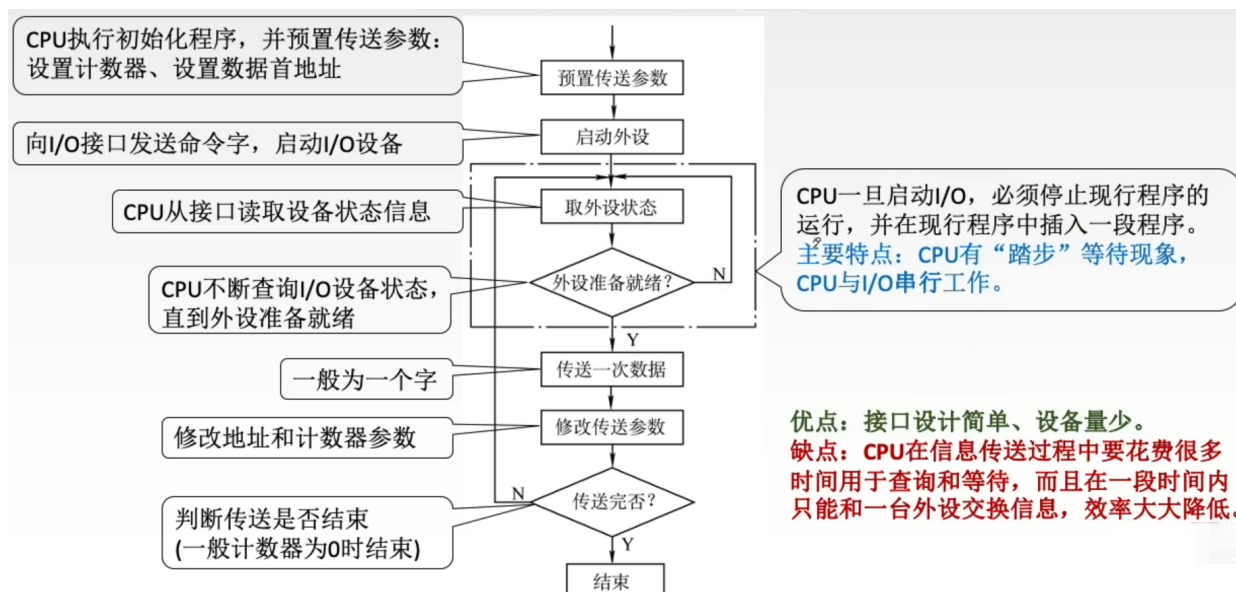 CPU执行初始化程序，并预置传送参数：
设置计数器、设置数据首地址
预置传送参数
向I/O接口发送命令字，启动I/O设备
启动外设
CPU从接口读取设备状态信息
取外设状态
CPU一旦启动I/O，必须停止现行程序的
运行，并在现行程序中插入一段程序。
主要特点：CPU有“踏步”等待现象，
CPU与I/O串行工作。
CPU不断查询I/O设备状态，
直到外设准备就绪
外设准备就绪？
N
Y
一般为一个字
传送一次数据
修改地址和计数器参数
修改传送参数
优点：接口设计简单、设备量少。
缺点：CPU在信息传送过程中要花费很多
时间用于查询和等待，而且在一段时间内
只能和一台外设交换信息，效率大大降低。
判断传送是否结束
(一般计数器为0时结束)
N
传送完否？
Y
结束